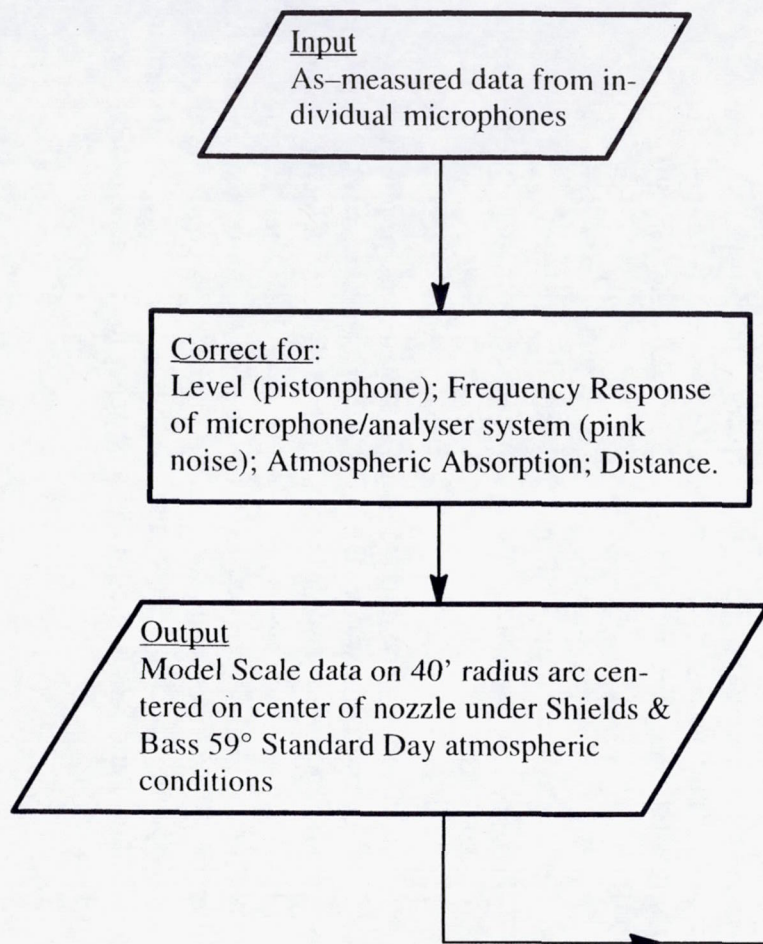 Input
As–measured data from in-
dividual microphones
Correct for:
Level (pistonphone); Frequency Response
of microphone/analyser system (pink
noise); Atmospheric Absorption; Distance.
Output
Model Scale data on 40’ radius arc cen-
tered on center of nozzle under Shields &
Bass 59° Standard Day atmospheric
conditions